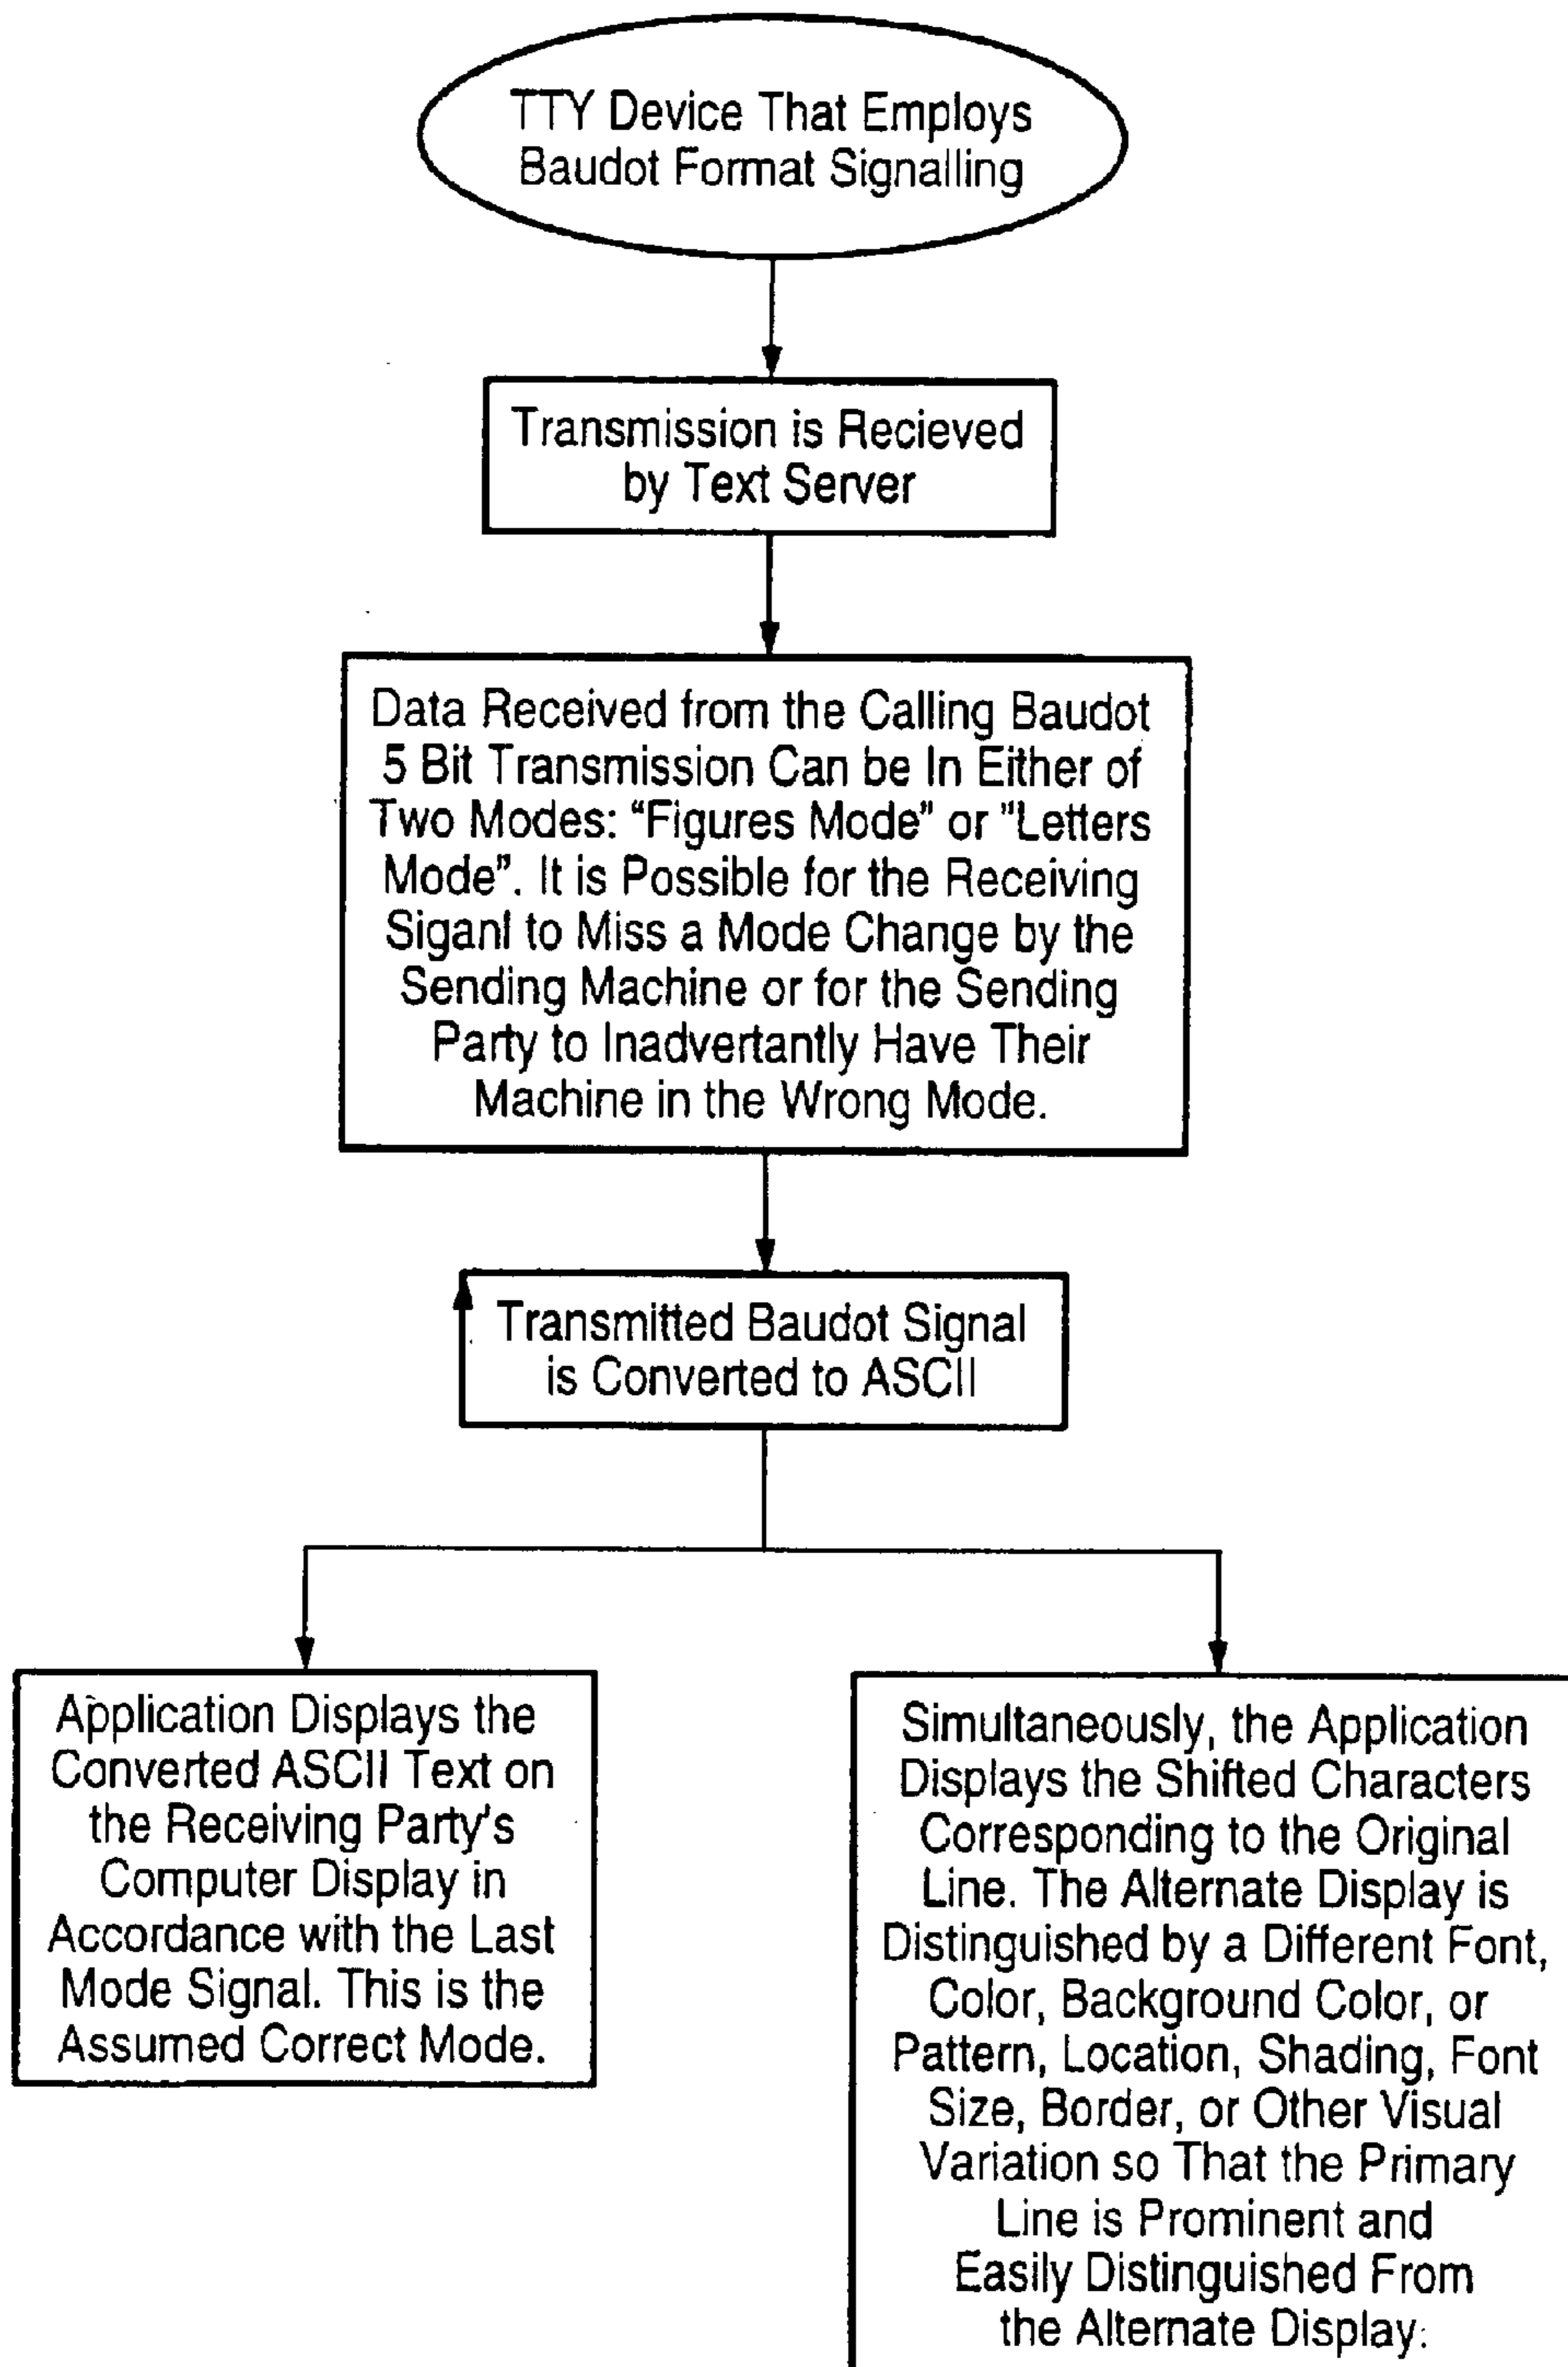 TTY Device That Employs
Baudot Format Signalling
Transmission is Recieved
by Text Server
Data Received from the Calling Baudot
5 Bit Transmission Can be In Either of
Two Modes: “Figures Mode” or "Letters
Mode”. It is Possible for the Receiving
Siganl to Miss a Mode Change by the
Sending Machine or for the Sending
Party to Inadvertantly Have Their
Machine in the Wrong Mode.
Transmitted Baudot Signal
is Converted to ASCII
Application Displays the
Converted ASCII Text on
the Receiving Party's
Computer Display in
Accordance with the Last
Mode Signal. This is the
Assumed Correct Mode.
Simultaneously, the Application
Displays the Shifted Characters
Corresponding to the Original
Line. The Alternate Display is
Distinguished by a Different Font,
Color, Background Color, or
Pattern, Location, Shading, Font
Size, Border, or Other Visual
Variation so That the Primary
Line is Prominent and
Easily Distinguished From
the Alternate Display.